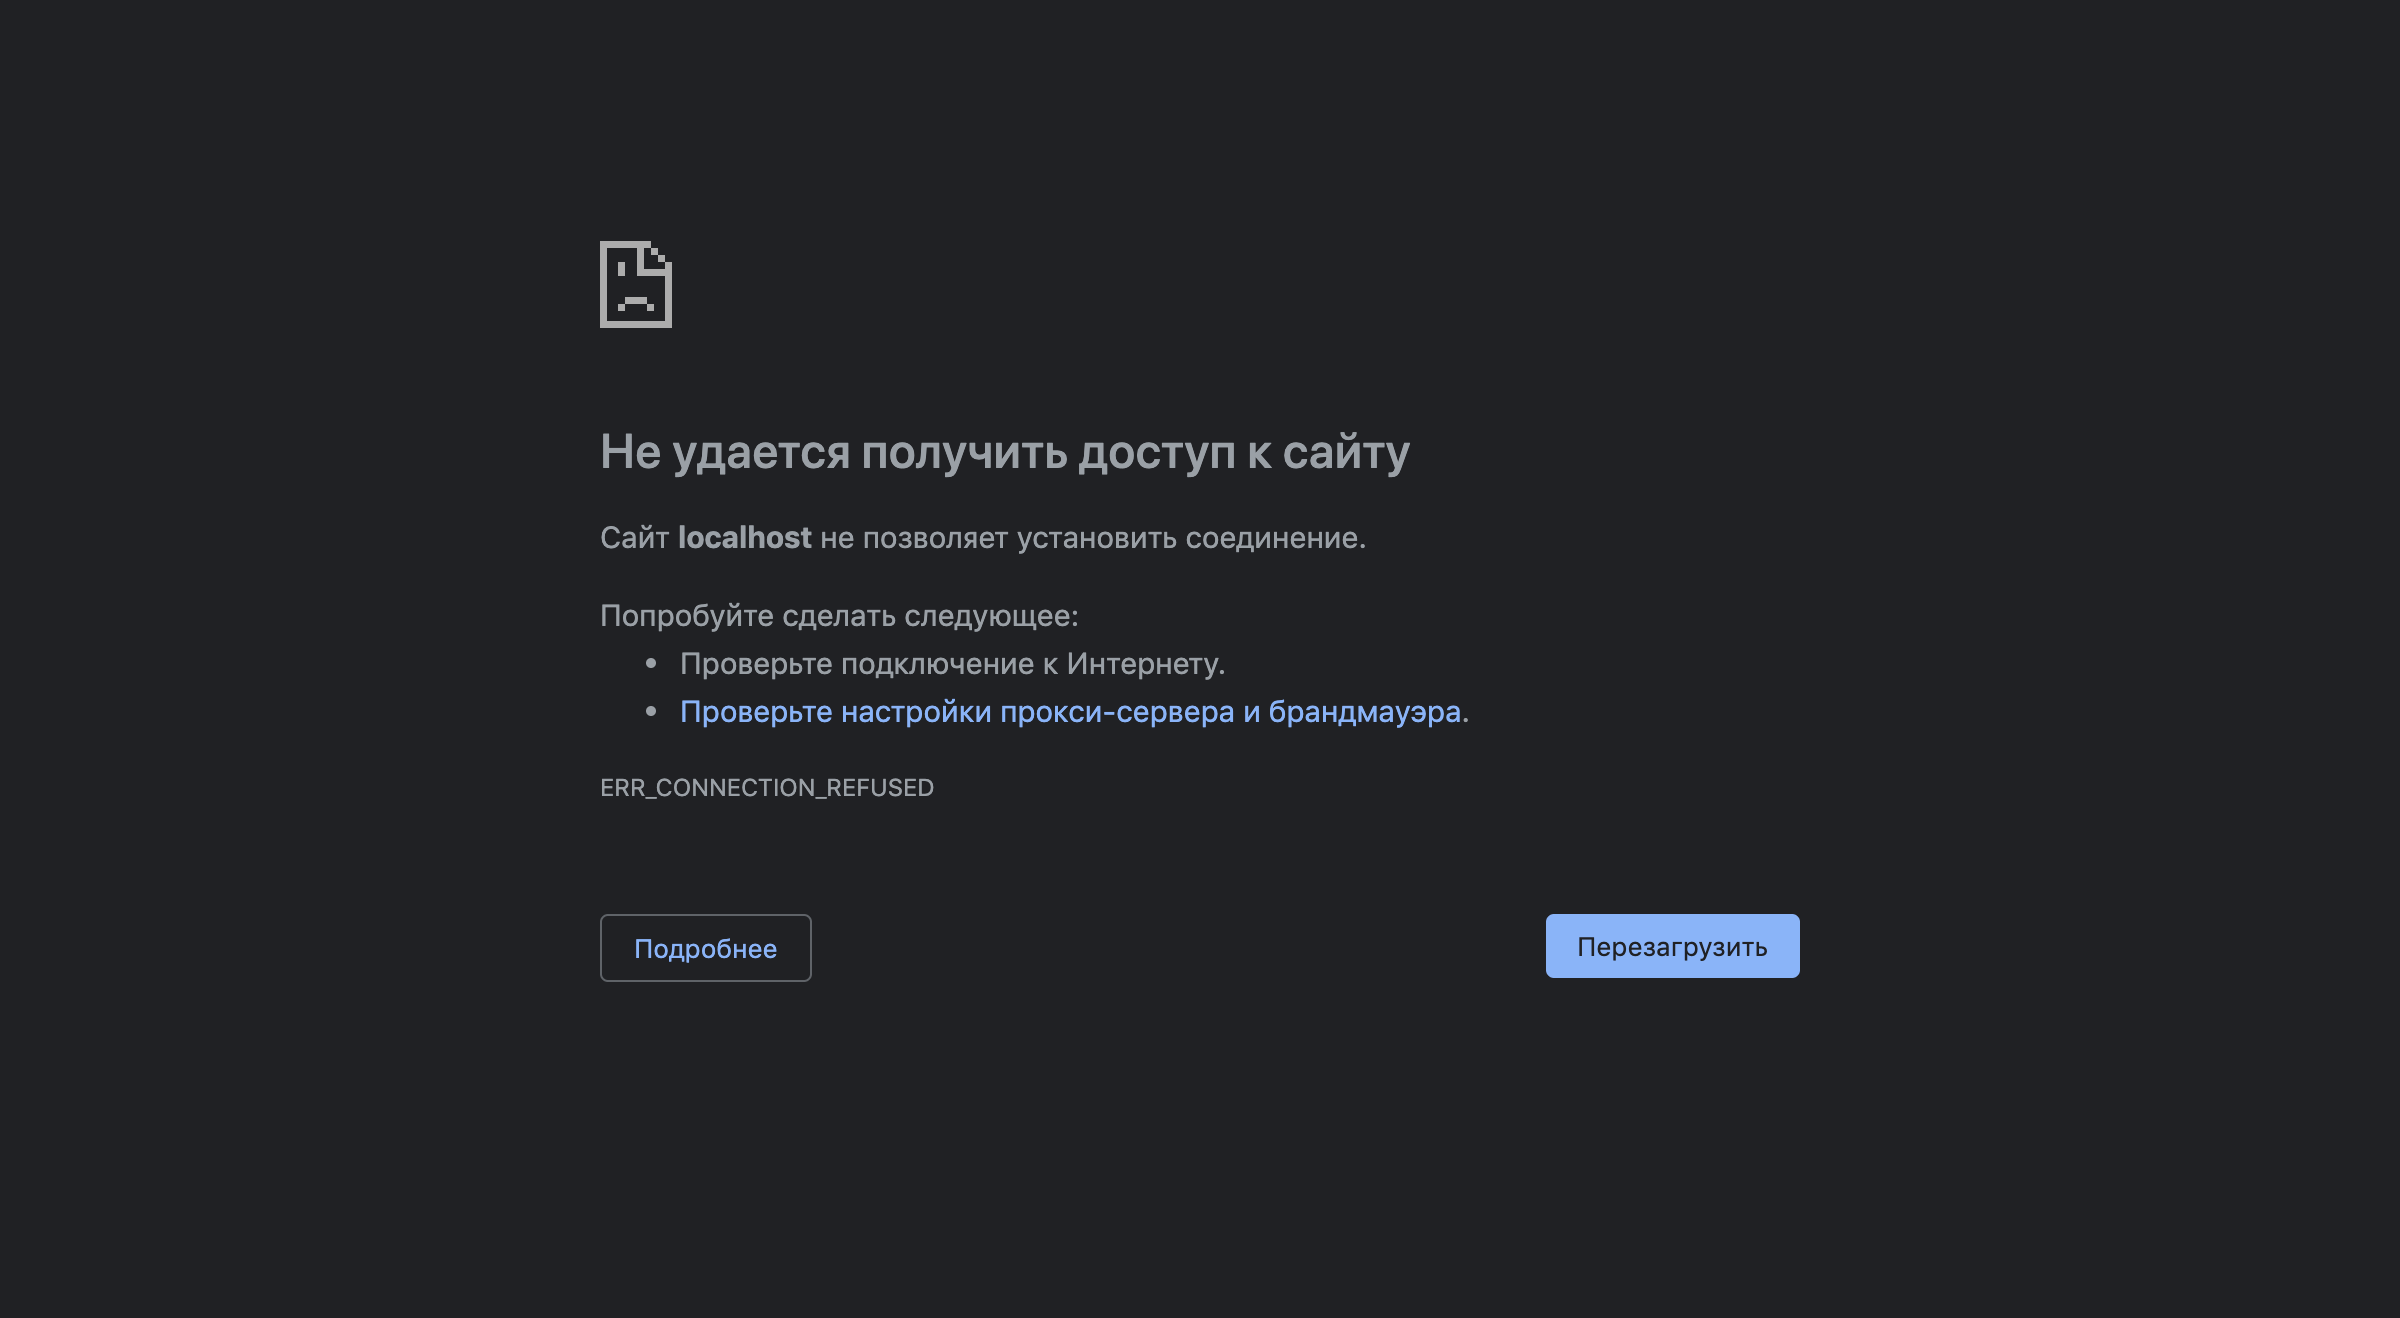 Не удается получить доступ к сайту
Сайт localhost не позволяет установить соединение.
Попробуйте сделать следующее:
Проверьте подключение к Интернету.
Проверьте настройки прокси-сервера и брандмауэра.
ERR_CONNECTION_REFUSED
Подробнее
Перезагрузить